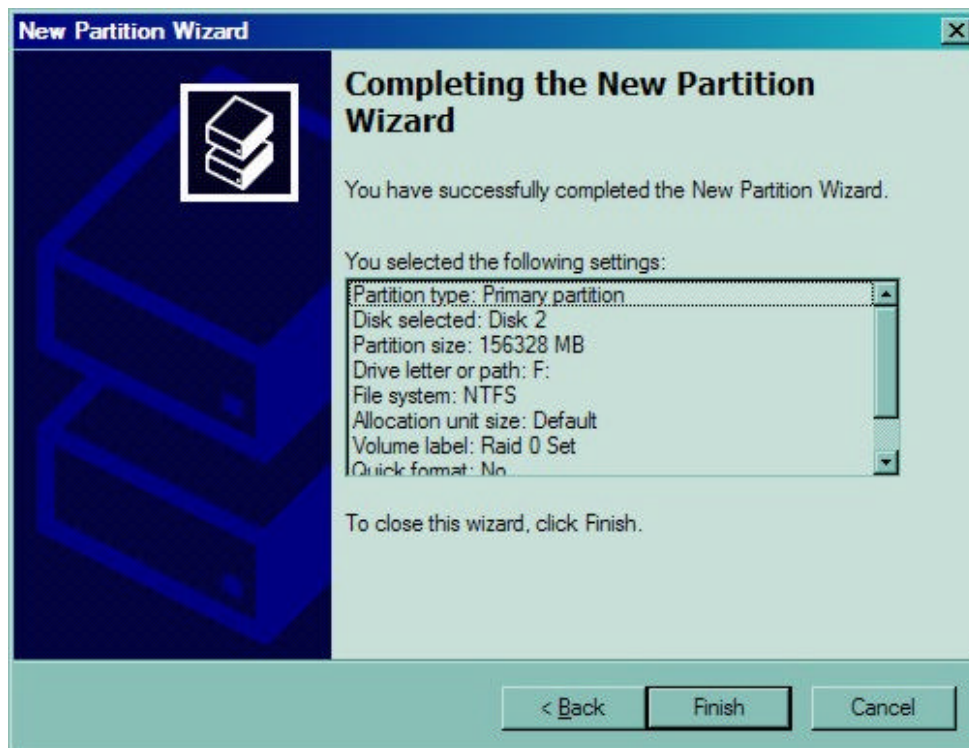 New Partition Wizard
Completing the New Partition
Wizard
You have successfully completed the New Partition Wizard.
You selected the following settings:
Partition type: Primary partition
Disk selected: Disk 2
Partition size: 156328 MB
Drive letter or path: F:
File system: NTFS
Allocation unit size: Default
Volume label: Raid 0 Set
Quick format: No
To close this wizard, click Finish.
< Back
Finish
Cancel